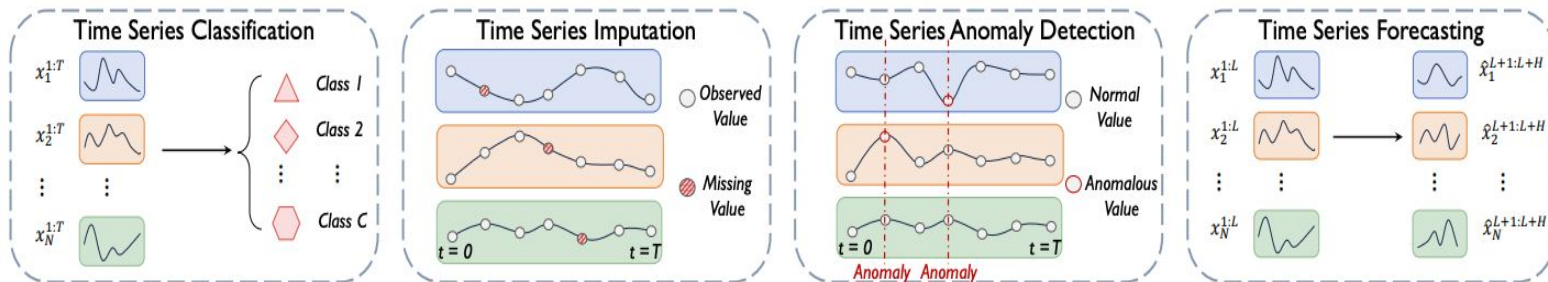 Time Series Classification
x_1^{1:T}
x_2^{1:T}
⋮ ⋮
x_N^{1:T}
Class 1
Class 2
⋮ ⋮
Class C
Time Series Imputation
Observed
Value
Missing
Value
t = 0
t = T
Time Series Anomaly Detection
Normal
Value
Anomalous
Value
t = 0
t = T
Anomaly Anomaly
Time Series Forecasting
x_1^{1:L}
x̂_1^{L+1:L+H}
x_2^{1:L}
x̂_2^{L+1:L+H}
⋮ ⋮ ⋮ ⋮
x_N^{1:L}
x̂_N^{L+1:L+H}